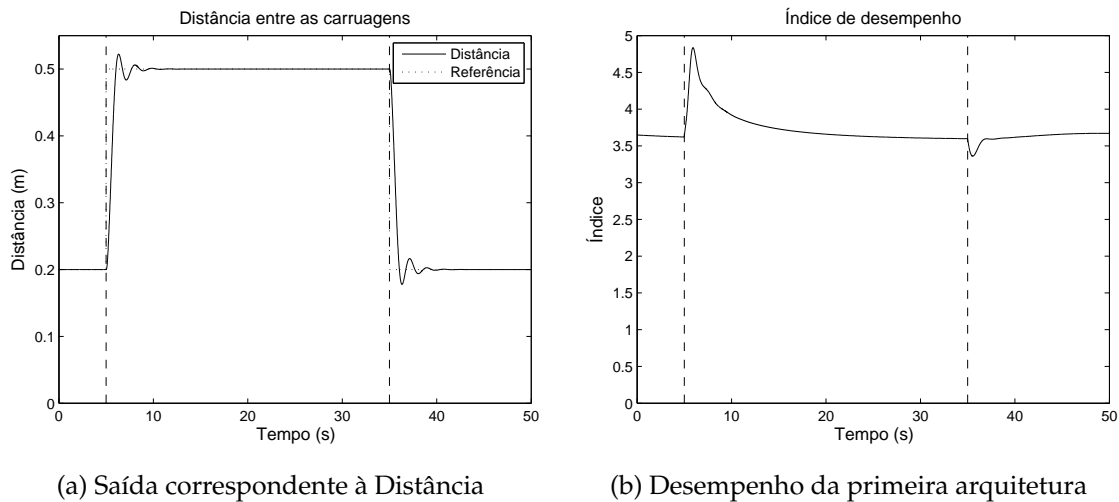 Distância entre as carruagens
0.5
0.4
0.3
0.2
0.1
0
Distância (m)
Distância
Referência
0 10 20 30 40 50
Tempo (s)
(a) Saída correspondente à Distância
Índice de desempenho
5
4.5
4
3.5
3
2.5
2
1.5
1
0.5
0
Índice
0 10 20 30 40 50
Tempo (s)
(b) Desempenho da primeira arquitetura